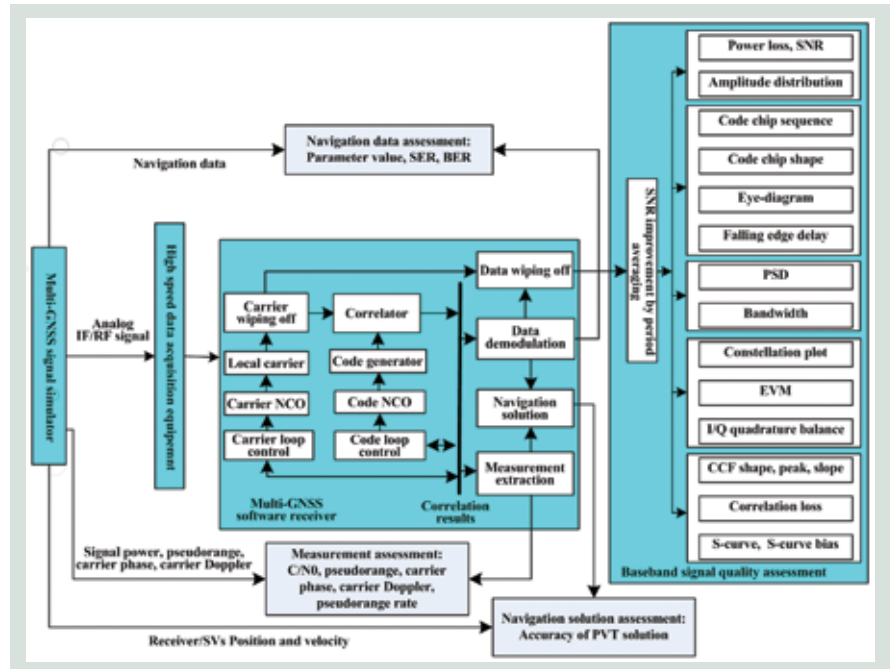 Power loss, SNR
Amplitude distribution
Code chip sequence
Code chip shape
Eye-diagram
Falling edge delay
PSD
Bandwidth
Constellation plot
EVM
I/Q quadrature balance
CCF shape, peak, slope
Correlation loss
S-curve, S-curve bias
Baseband signal quality assessment
SNR improvement by period
averaging
Navigation data assessment:
Parameter value, SER, BER
Navigation data
Multi-GNSS signal simulator
Analog
IF/RF signal
High speed data acquisition equipement
Carrier
wiping off
Correlator
Data wiping off
Local carrier
Code generator
Data
demodulation
Carrier NCO
Code NCO
Navigation
solution
Carrier loop
control
Code loop
control
Measurement
extraction
Multi-GNSS
software receiver
Correlation
results
Signal power, pseudorange,
carrier phase, carrier Doppler
Measurement assessment:
C/N0, pseudorange, carrier
phase, carrier Doppler,
pseudorange rate
Navigation solution assessment:
Accuracy of PVT solution
Receiver/SVs Position and velocity